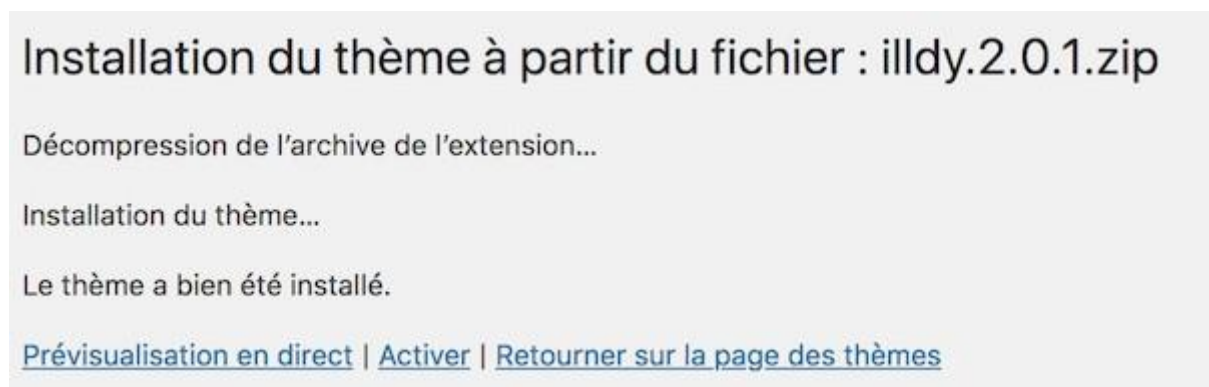 Installation du thème à partir du fichier : illdy.2.0.1.zip
Décompression de l’archive de l’extension…
Installation du thème…
Le thème a bien été installé.
Prévisualisation en direct | Activer | Retourner sur la page des thèmes